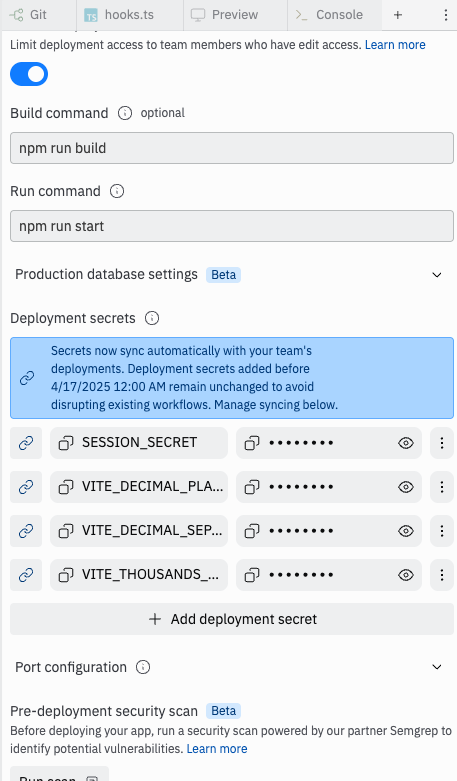 Git
TS hooks.ts
Preview
Console
Limit deployment access to team members who have edit access. Learn more
Build command optional
npm run build
Run command
npm run start
Production database settings Beta
Deployment secrets
Secrets now sync automatically with your team's
deployments. Deployment secrets added before
4/17/2025 12:00 AM remain unchanged to avoid
disrupting existing workflows. Manage syncing below.
SESSION_SECRET ••••••••
VITE_DECIMAL_PLA... ••••••••
VITE_DECIMAL_SEP... ••••••••
VITE_THOUSANDS_... ••••••••
Add deployment secret
Port configuration
Pre-deployment security scan Beta
Before deploying your app, run a security scan powered by our partner Semgrep to
identify potential vulnerabilities. Learn more
Run scan